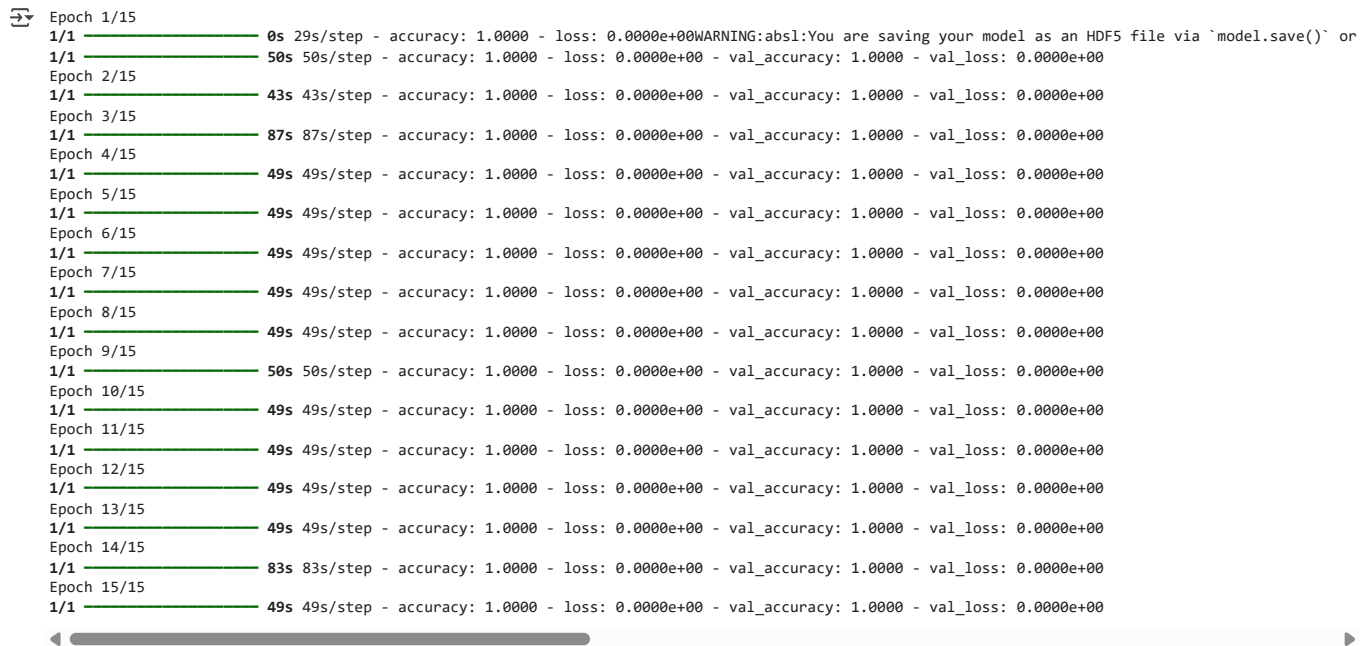 Epoch 1/15
1/1 ━━━━━━━━━━━━━━━━━━━━ 0s 29s/step - accuracy: 1.0000 - loss: 0.0000e+00WARNING:absl:You are saving your model as an HDF5 file via `model.save()` or
1/1 ━━━━━━━━━━━━━━━━━━━━ 50s 50s/step - accuracy: 1.0000 - loss: 0.0000e+00 - val_accuracy: 1.0000 - val_loss: 0.0000e+00
Epoch 2/15
1/1 ━━━━━━━━━━━━━━━━━━━━ 43s 43s/step - accuracy: 1.0000 - loss: 0.0000e+00 - val_accuracy: 1.0000 - val_loss: 0.0000e+00
Epoch 3/15
1/1 ━━━━━━━━━━━━━━━━━━━━ 87s 87s/step - accuracy: 1.0000 - loss: 0.0000e+00 - val_accuracy: 1.0000 - val_loss: 0.0000e+00
Epoch 4/15
1/1 ━━━━━━━━━━━━━━━━━━━━ 49s 49s/step - accuracy: 1.0000 - loss: 0.0000e+00 - val_accuracy: 1.0000 - val_loss: 0.0000e+00
Epoch 5/15
1/1 ━━━━━━━━━━━━━━━━━━━━ 49s 49s/step - accuracy: 1.0000 - loss: 0.0000e+00 - val_accuracy: 1.0000 - val_loss: 0.0000e+00
Epoch 6/15
1/1 ━━━━━━━━━━━━━━━━━━━━ 49s 49s/step - accuracy: 1.0000 - loss: 0.0000e+00 - val_accuracy: 1.0000 - val_loss: 0.0000e+00
Epoch 7/15
1/1 ━━━━━━━━━━━━━━━━━━━━ 49s 49s/step - accuracy: 1.0000 - loss: 0.0000e+00 - val_accuracy: 1.0000 - val_loss: 0.0000e+00
Epoch 8/15
1/1 ━━━━━━━━━━━━━━━━━━━━ 49s 49s/step - accuracy: 1.0000 - loss: 0.0000e+00 - val_accuracy: 1.0000 - val_loss: 0.0000e+00
Epoch 9/15
1/1 ━━━━━━━━━━━━━━━━━━━━ 50s 50s/step - accuracy: 1.0000 - loss: 0.0000e+00 - val_accuracy: 1.0000 - val_loss: 0.0000e+00
Epoch 10/15
1/1 ━━━━━━━━━━━━━━━━━━━━ 49s 49s/step - accuracy: 1.0000 - loss: 0.0000e+00 - val_accuracy: 1.0000 - val_loss: 0.0000e+00
Epoch 11/15
1/1 ━━━━━━━━━━━━━━━━━━━━ 49s 49s/step - accuracy: 1.0000 - loss: 0.0000e+00 - val_accuracy: 1.0000 - val_loss: 0.0000e+00
Epoch 12/15
1/1 ━━━━━━━━━━━━━━━━━━━━ 49s 49s/step - accuracy: 1.0000 - loss: 0.0000e+00 - val_accuracy: 1.0000 - val_loss: 0.0000e+00
Epoch 13/15
1/1 ━━━━━━━━━━━━━━━━━━━━ 49s 49s/step - accuracy: 1.0000 - loss: 0.0000e+00 - val_accuracy: 1.0000 - val_loss: 0.0000e+00
Epoch 14/15
1/1 ━━━━━━━━━━━━━━━━━━━━ 83s 83s/step - accuracy: 1.0000 - loss: 0.0000e+00 - val_accuracy: 1.0000 - val_loss: 0.0000e+00
Epoch 15/15
1/1 ━━━━━━━━━━━━━━━━━━━━ 49s 49s/step - accuracy: 1.0000 - loss: 0.0000e+00 - val_accuracy: 1.0000 - val_loss: 0.0000e+00